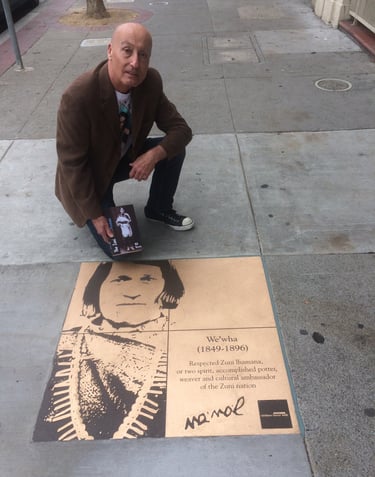 We'wha
(1849-1896)
Respected Zuni lhamana,
or two spirit, accomplished potter,
weaver and cultural ambassador
of the Zuni nation